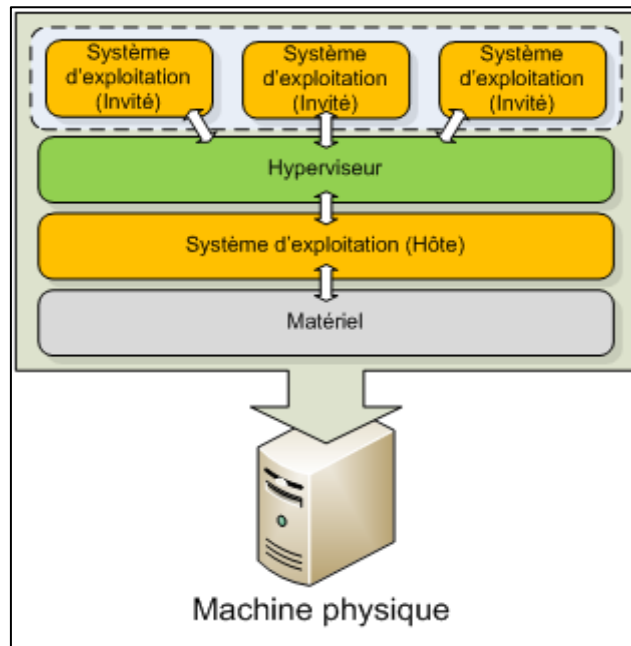 Système
d'exploitation
(Invité)
Système
d'exploitation
(Invité)
Système
d'exploitation
(Invité)
Hyperviseur
Système d'exploitation (Hôte)
Matériel
Machine physique